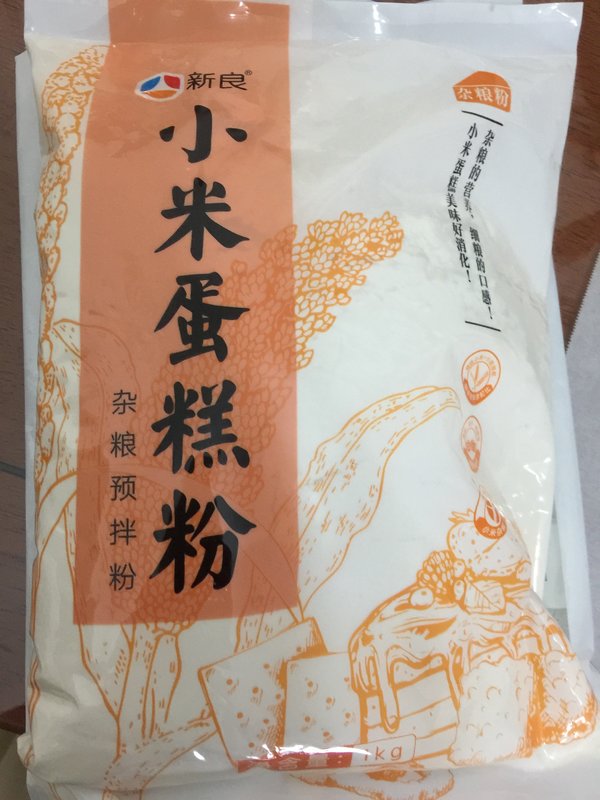 新良®
小米蛋糕粉
杂粮预拌粉
杂粮粉
杂粮的营养、细粮的口感！
小米蛋糕美味好消化！
1kg